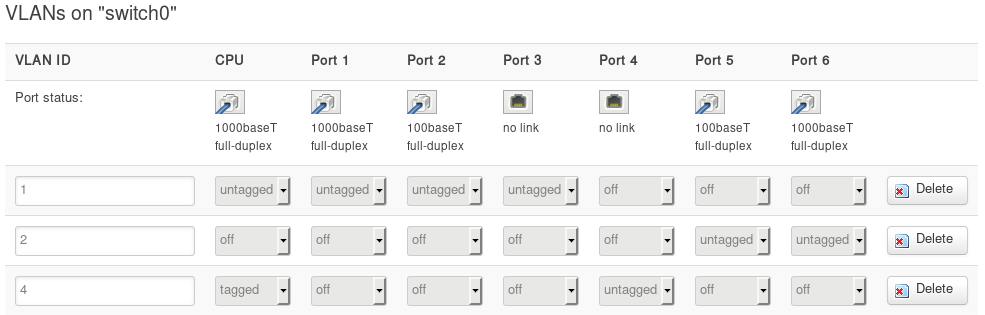 VLANs on "switch0"
VLAN ID CPU Port 1 Port 2 Port 3 Port 4 Port 5 Port 6
Port status:
1000baseT 1000baseT 100baseT no link no link 100baseT 1000baseT
full-duplex full-duplex full-duplex full-duplex full-duplex
1 untagged untagged untagged untagged off off off Delete
2 off off off off off untagged untagged Delete
4 tagged off off off untagged off off Delete